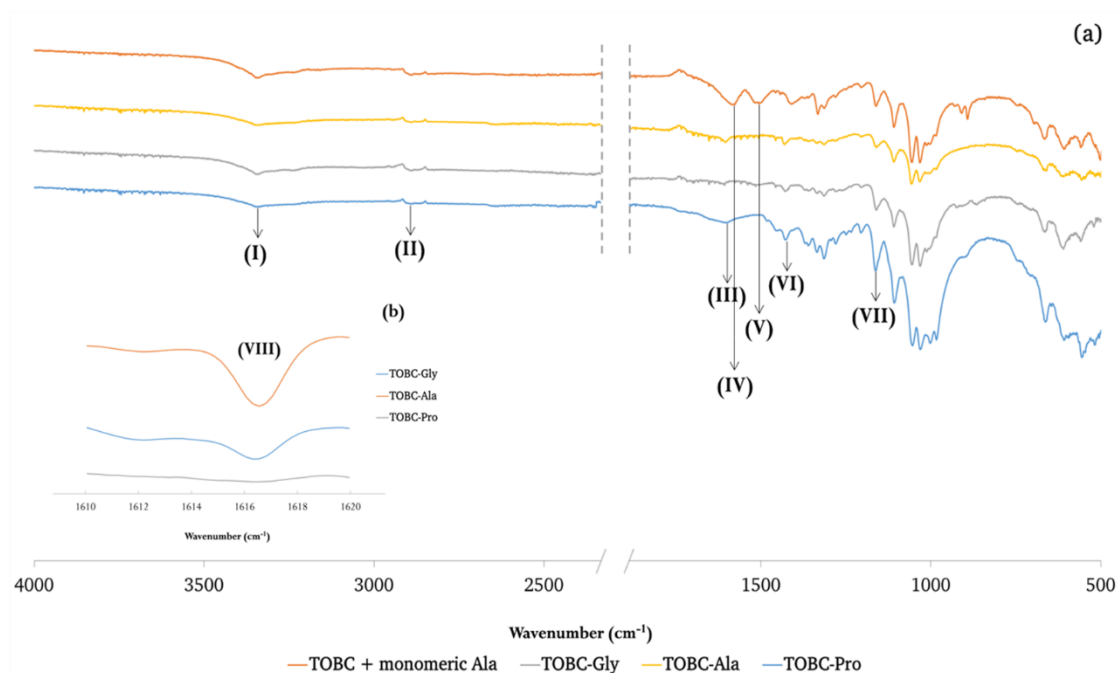 (a)
(I)
(II)
(III)
(VI)
(VII)
(V)
(IV)
(b)
(VIII)
TOBC-Gly
TOBC-Ala
TOBC-Pro
1610 1612 1614 1616 1618 1620
Wavenumber (cm⁻¹)
4000 3500 3000 2500 1500 1000 500
Wavenumber (cm⁻¹)
TOBC + monomeric Ala TOBC-Gly TOBC-Ala TOBC-Pro